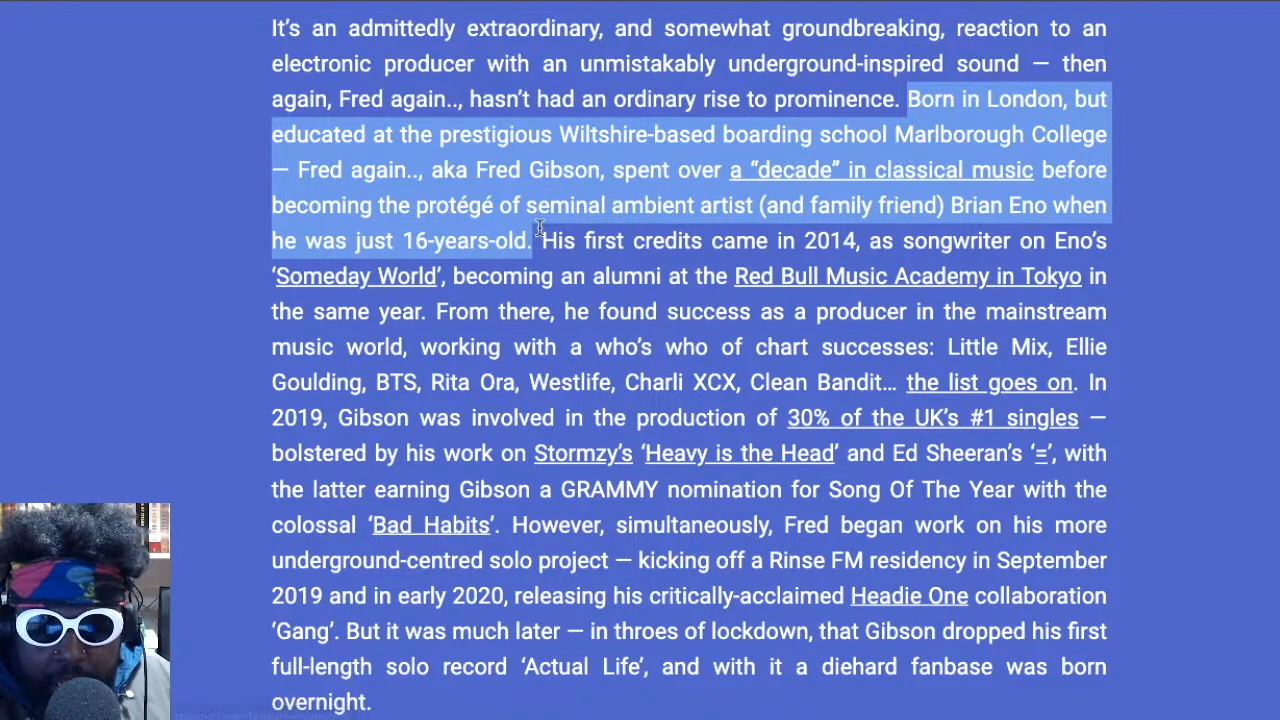 It’s an admittedly extraordinary, and somewhat groundbreaking, reaction to an
electronic producer with an unmistakably underground-inspired sound — then
again, Fred again.., hasn’t had an ordinary rise to prominence. Born in London, but
educated at the prestigious Wiltshire-based boarding school Marlborough College
— Fred again.., aka Fred Gibson, spent over a “decade” in classical music before
becoming the protégé of seminal ambient artist (and family friend) Brian Eno when
he was just 16-years-old. His first credits came in 2014, as songwriter on Eno’s
‘Someday World’, becoming an alumni at the Red Bull Music Academy in Tokyo in
the same year. From there, he found success as a producer in the mainstream
music world, working with a who’s who of chart successes: Little Mix, Ellie
Goulding, BTS, Rita Ora, Westlife, Charli XCX, Clean Bandit… the list goes on. In
2019, Gibson was involved in the production of 30% of the UK’s #1 singles —
bolstered by his work on Stormzy’s ‘Heavy is the Head’ and Ed Sheeran’s ‘=’, with
the latter earning Gibson a GRAMMY nomination for Song Of The Year with the
colossal ‘Bad Habits’. However, simultaneously, Fred began work on his more
underground-centred solo project — kicking off a Rinse FM residency in September
2019 and in early 2020, releasing his critically-acclaimed Headie One collaboration
‘Gang’. But it was much later — in throes of lockdown, that Gibson dropped his first
full-length solo record ‘Actual Life’, and with it a diehard fanbase was born
overnight.